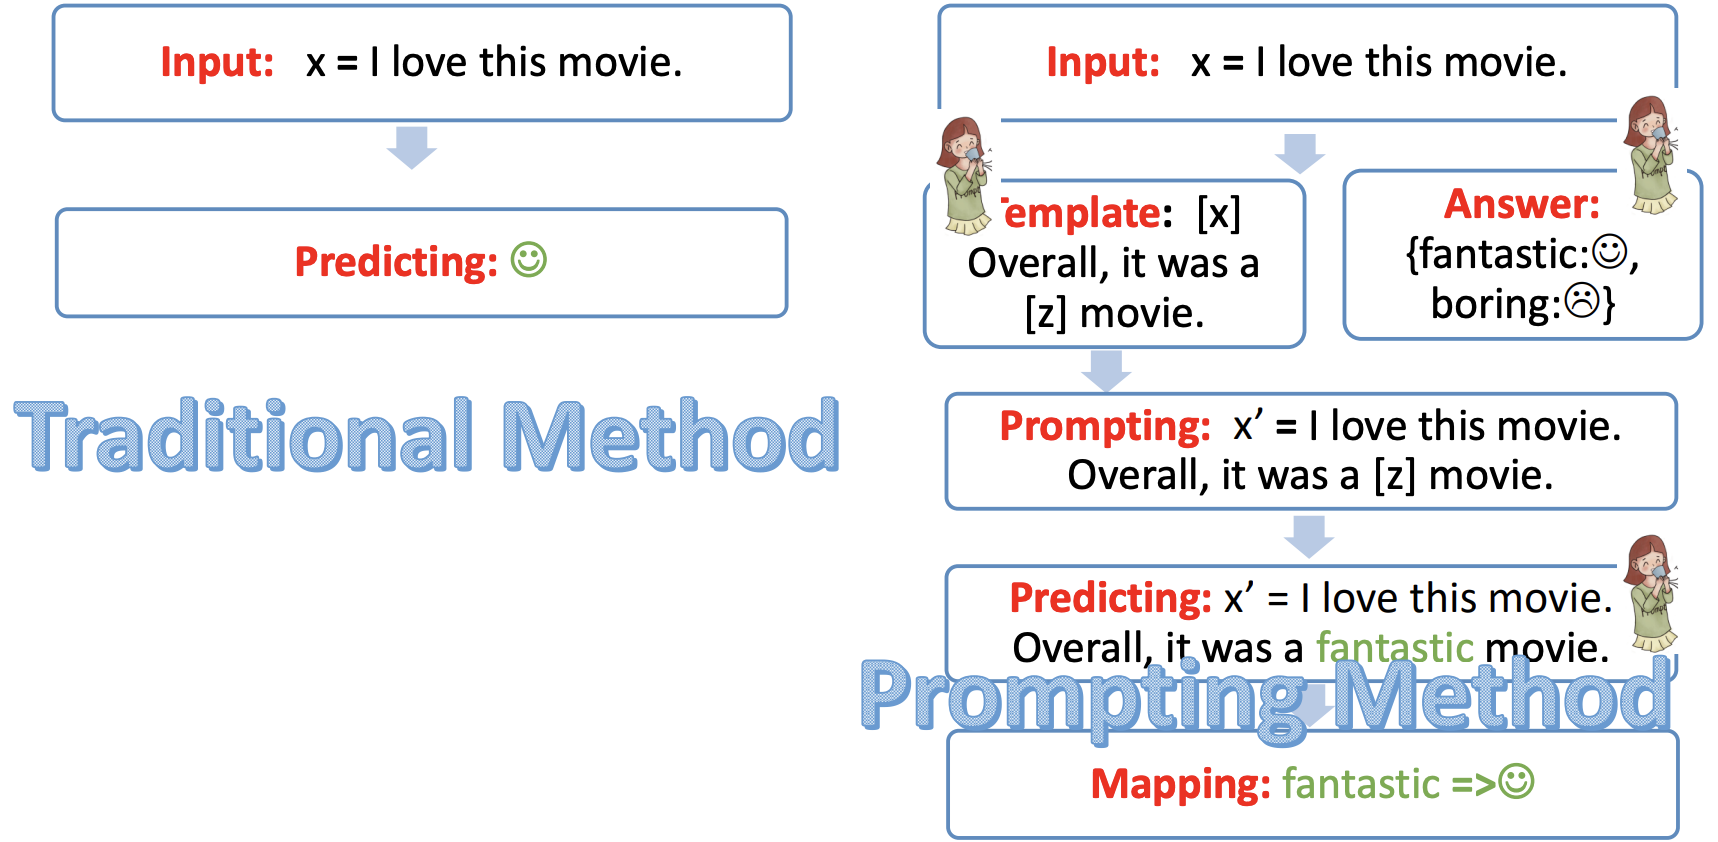 Input: x = I love this movie.
Predicting: ☺
Traditional Method
Input: x = I love this movie.
Template: [x]
Overall, it was a
[z] movie.
Answer:
{fantastic:☺,
boring:☹}
Prompting: x’ = I love this movie.
Overall, it was a [z] movie.
Predicting: x’ = I love this movie.
Overall, it was a fantastic movie.
Prompting Method
Mapping: fantastic =>☺